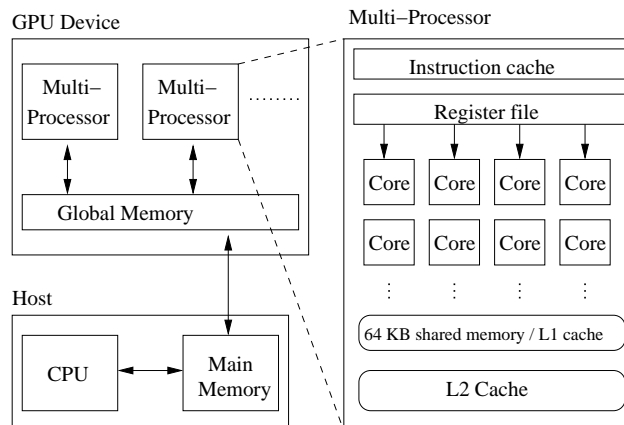 GPU Device
Multi−
Processor
Multi−
Processor
Global Memory
Host
CPU
Main
Memory
Multi−Processor
Instruction cache
Register file
Core Core Core Core
Core Core Core Core
64 KB shared memory / L1 cache
L2 Cache